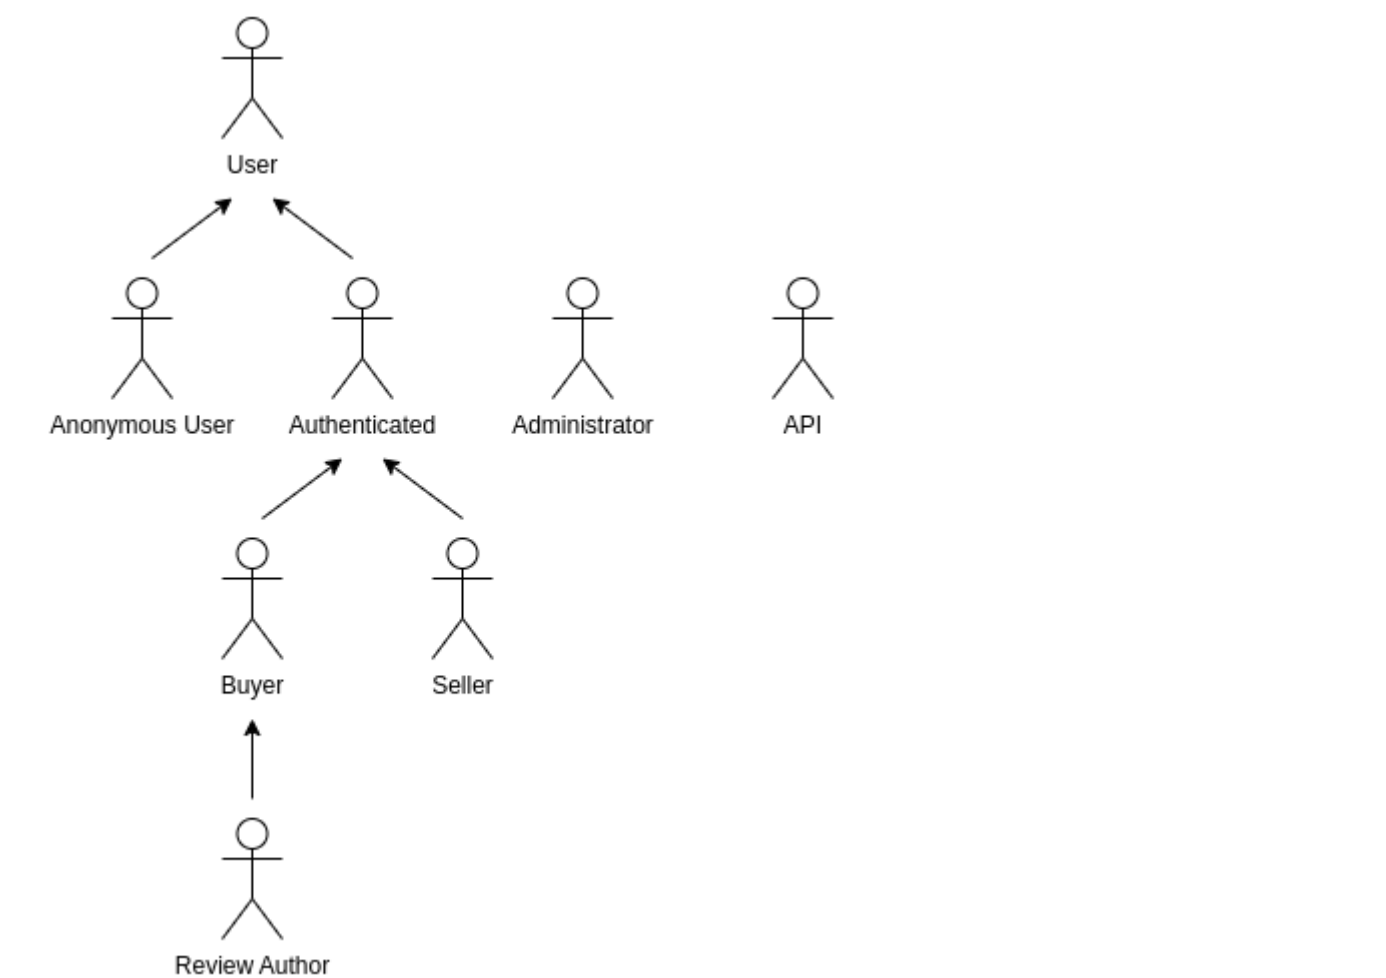 User
Anonymous User
Authenticated
Administrator
API
Buyer
Seller
Review Author